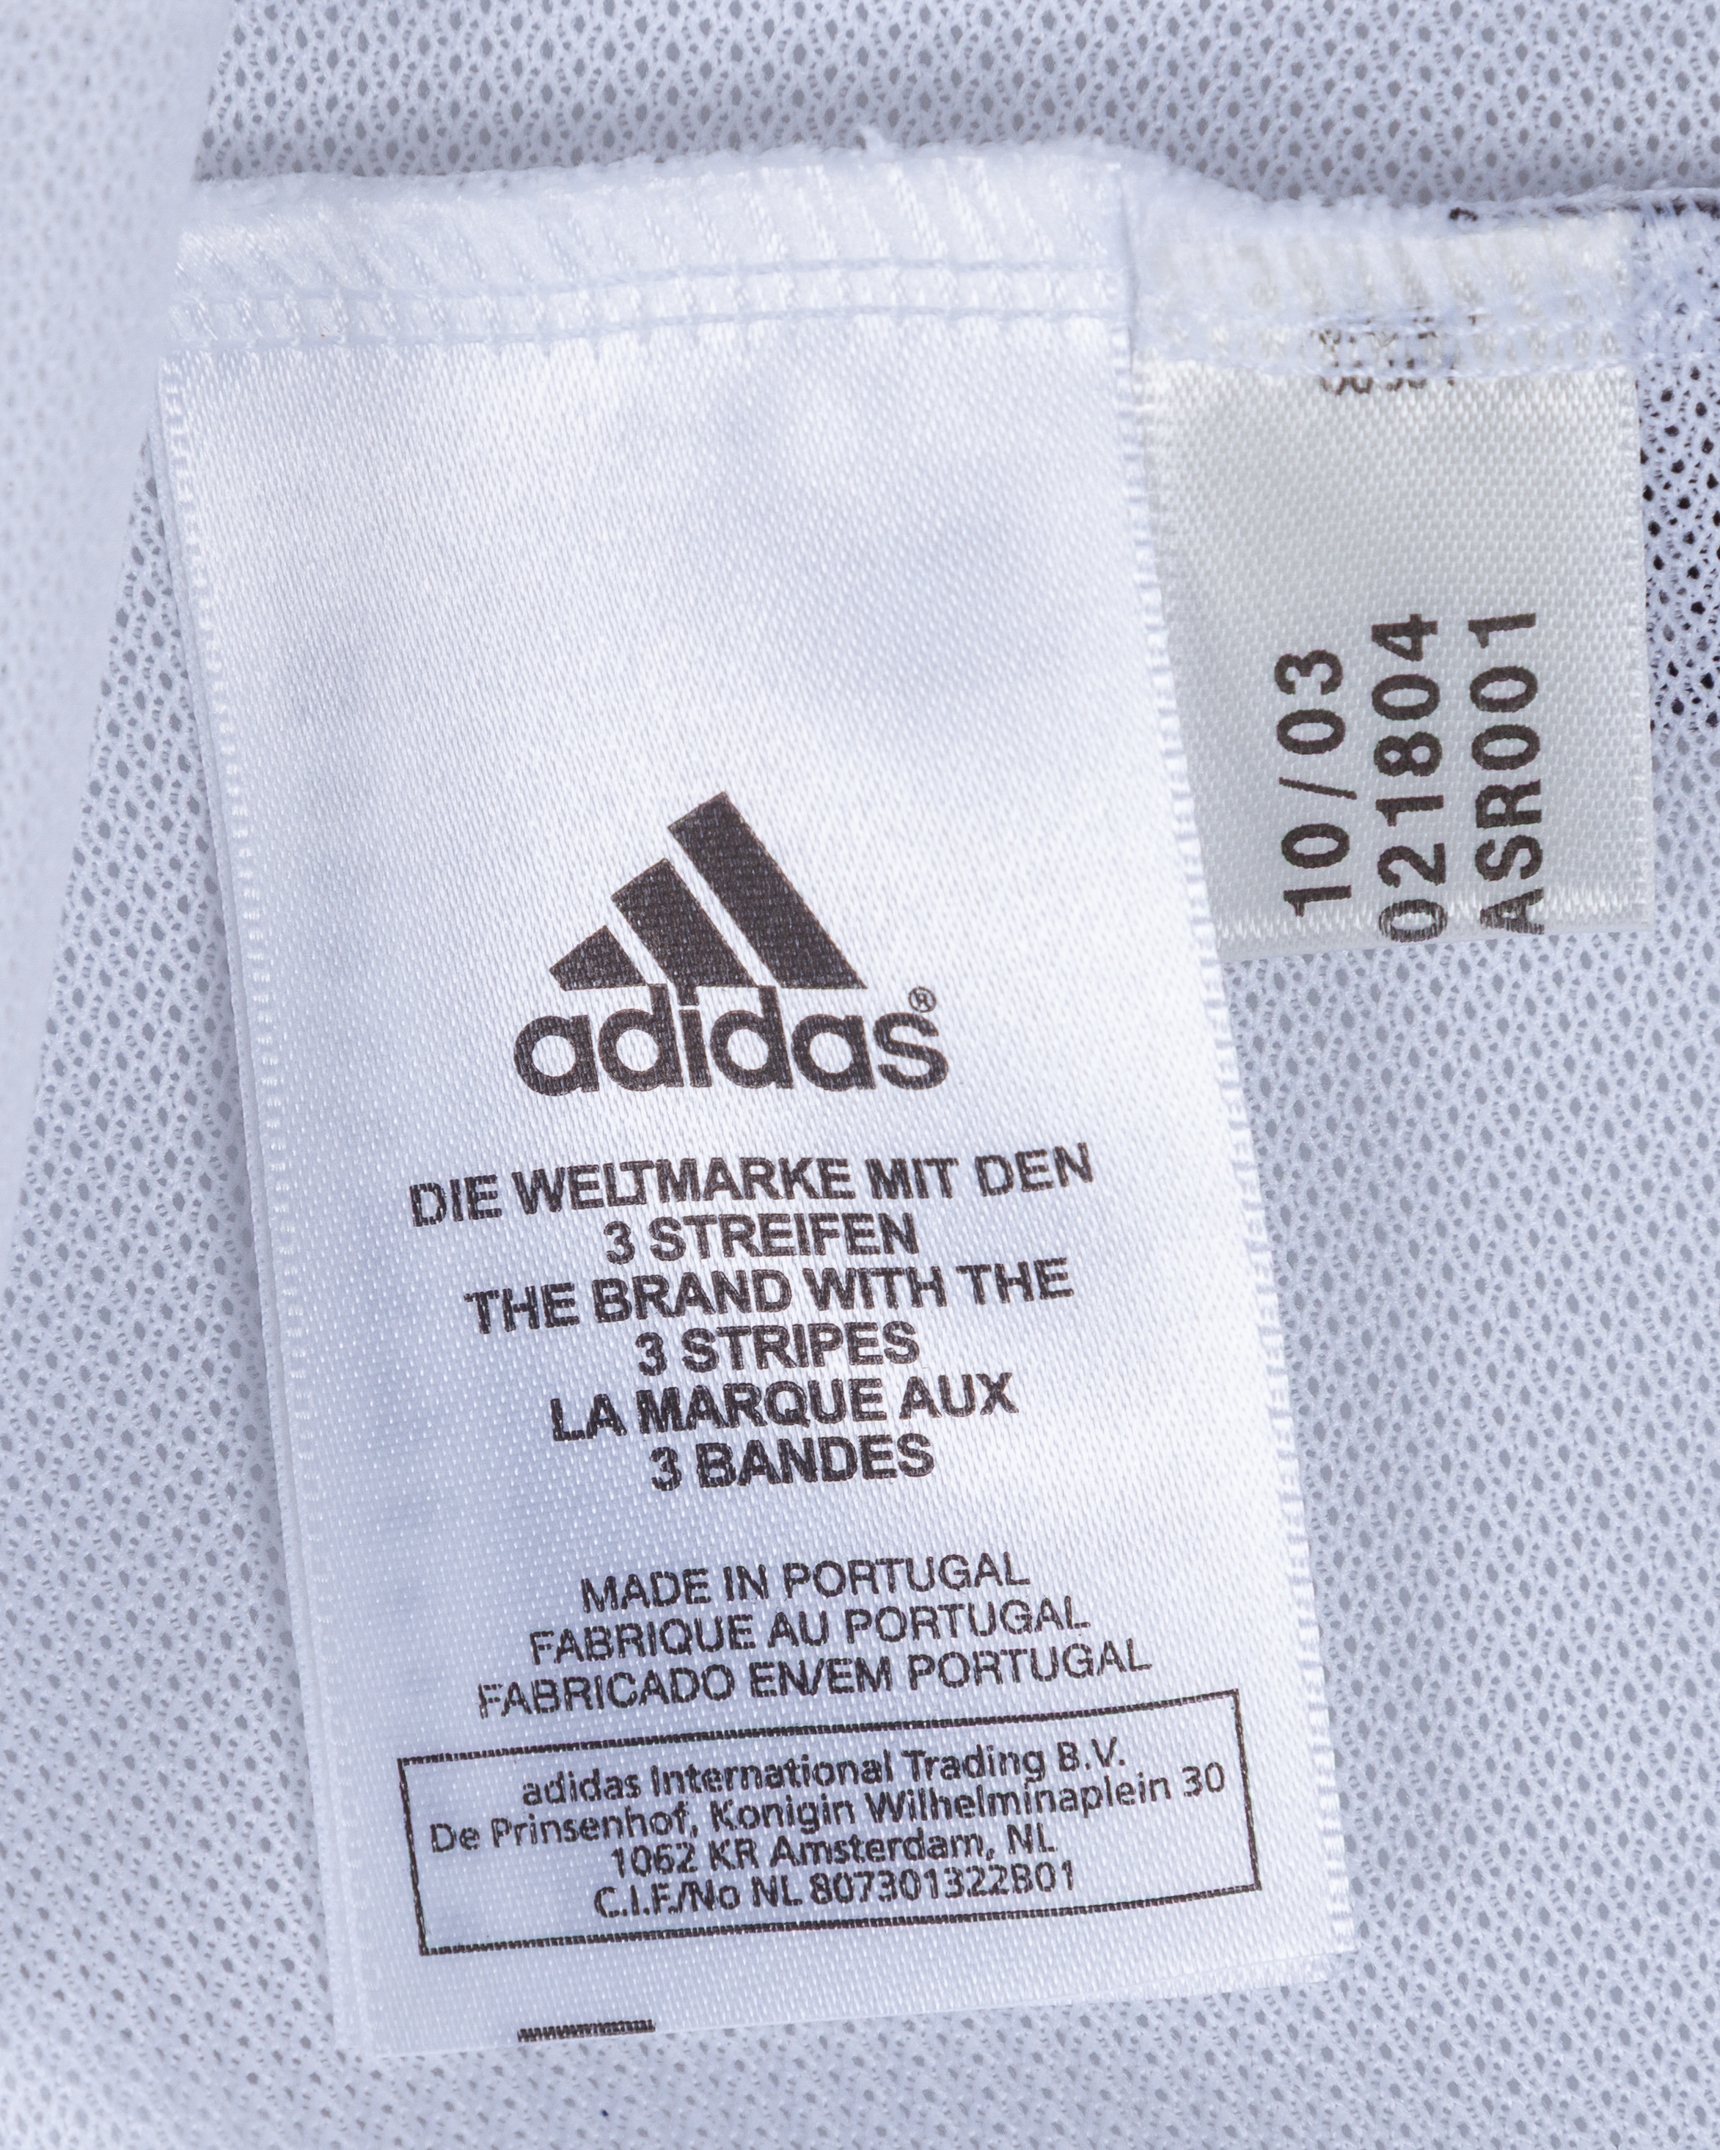 adidas®
DIE WELTMARKE MIT DEN
3 STREIFEN
THE BRAND WITH THE
3 STRIPES
LA MARQUE AUX
3 BANDES
MADE IN PORTUGAL
FABRIQUE AU PORTUGAL
FABRICADO EN/EM PORTUGAL
adidas International Trading B.V.
De Prinsenhof, Konigin Wilhelminaplein 30
1062 KR Amsterdam, NL
C.I.F./No NL 807301322B01
10/03
021804
ASR001